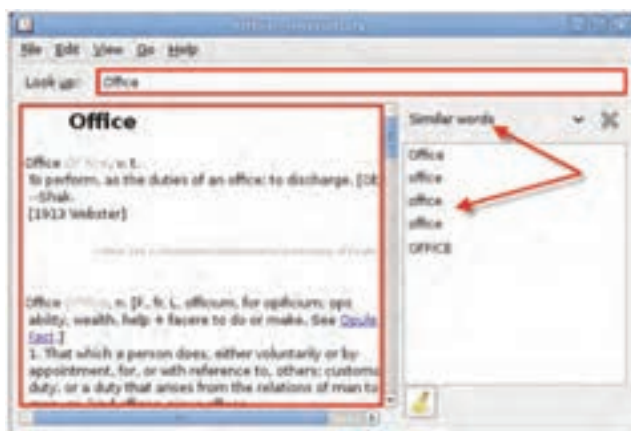 File Edit View Go Help
Look up: Office
Office
Office v. t.
To perform, as the duties of an office; to discharge. [Ob
--Shak.
[1913 Webster]
Office n. [F., fr. L. officium, for opificium; ops
ability, wealth, help + facere to do or make. See Opule
Fact.]
1. That which a person does, either voluntarily or by
appointment, for, or with reference to, others; customa
duty, or a duty that arises from the relations of man to
Similar words
Office
office
office
office
OFFICE